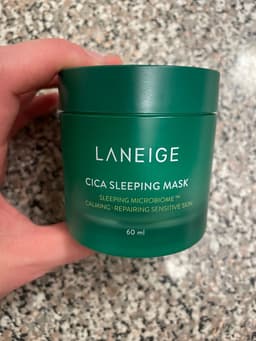 LANEIGE
CICA SLEEPING MASK
SLEEPING MICROBIOME™
CALMING · REPAIRING SENSITIVE SKIN
60 ml